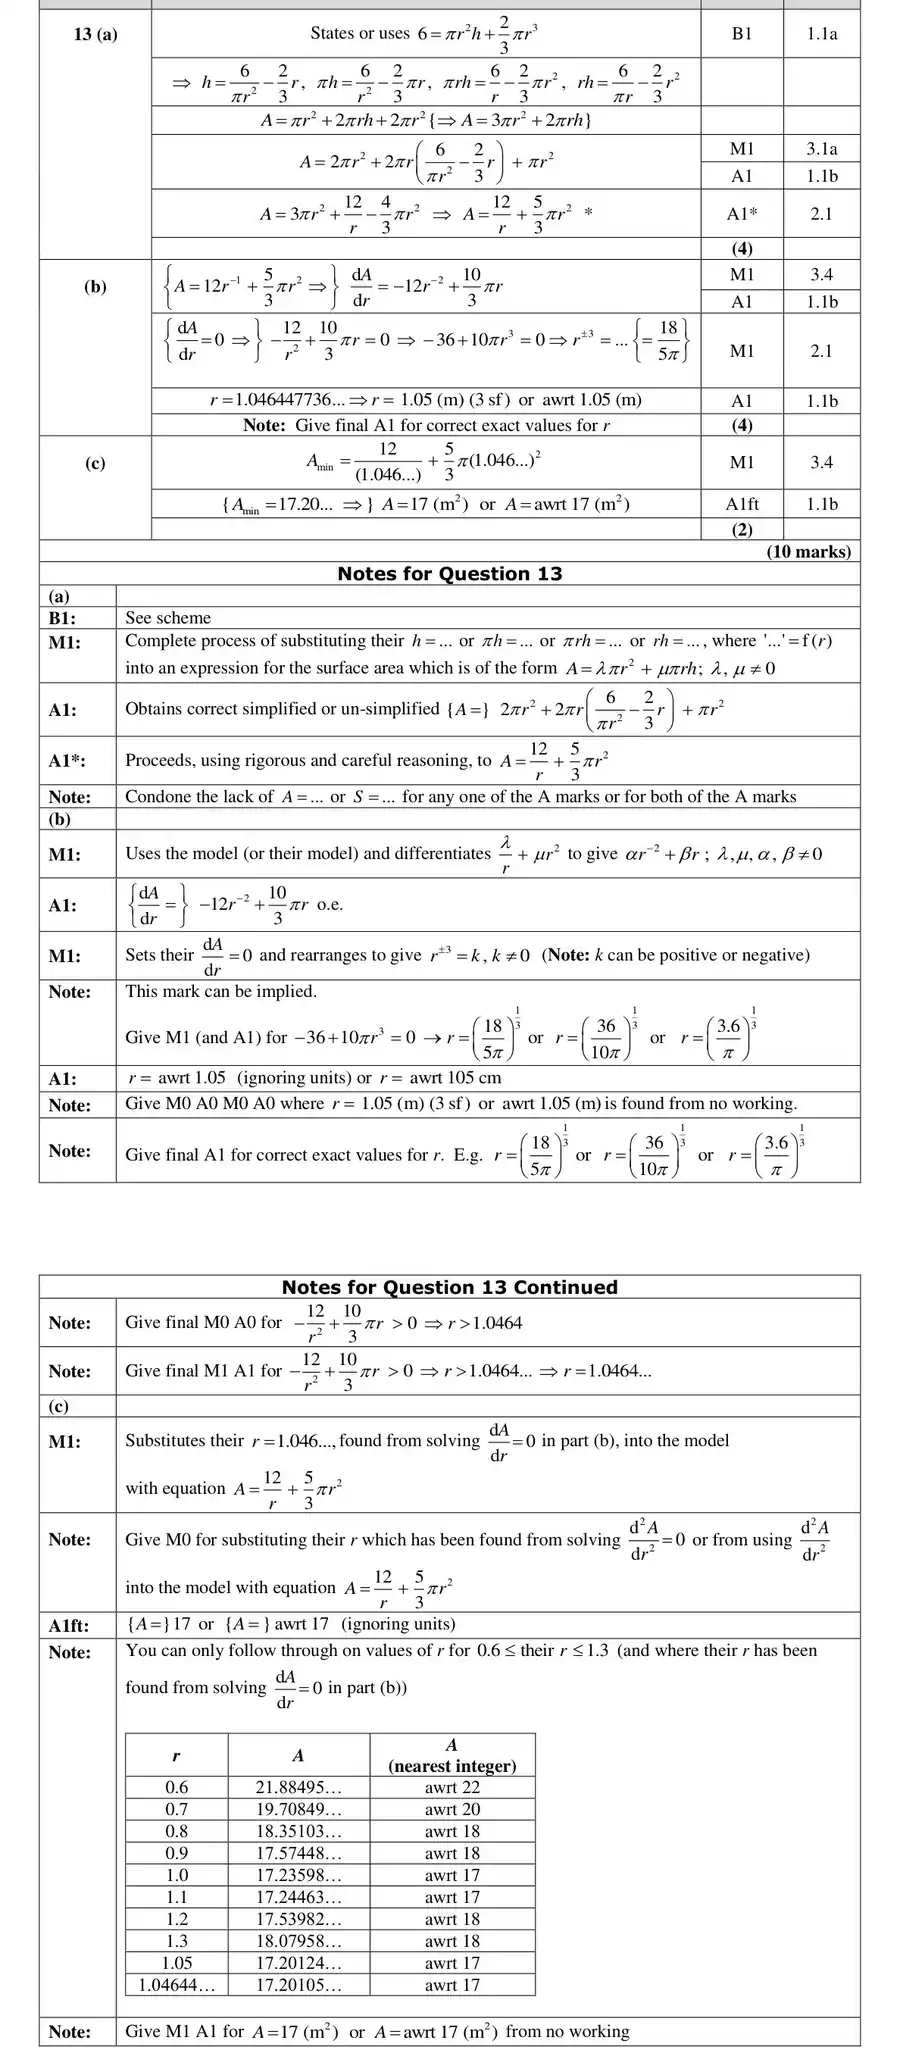 13 (a) States or uses 6 = πr²h + 2/3 πr³ B1 1.1a
⇒ h = 6/(πr²) − 2/3 r, πh = 6/r² − 2/3 πr, πrh = 6/r − 2/3 πr², rh = 6/(πr) − 2/3 r²
A = πr² + 2πrh + 2πr² {⇒ A = 3πr² + 2πrh}
A = 2πr² + 2πr(6/(πr²) − 2/3 r) + πr² M1 3.1a
A1 1.1b
A = 3πr² + 12/r − 4/3 πr² ⇒ A = 12/r + 5/3 πr² * A1* 2.1
(4)
(b) {A = 12r⁻¹ + 5/3 πr² ⇒} dA/dr = −12r⁻² + 10/3 πr M1 3.4
A1 1.1b
{dA/dr = 0 ⇒} −12/r² + 10/3 πr = 0 ⇒ −36 + 10πr³ = 0 ⇒ r^±3 = ... {= 18/5π} M1 2.1
r = 1.046447736... ⇒ r = 1.05 (m) (3 sf) or awrt 1.05 (m) A1 1.1b
Note: Give final A1 for correct exact values for r (4)
(c) Amin = 12/(1.046...) + 5/3 π(1.046...)² M1 3.4
{Amin = 17.20... ⇒} A = 17 (m²) or A = awrt 17 (m²) A1ft 1.1b
(2)
(10 marks)
Notes for Question 13
(a)
B1: See scheme
M1: Complete process of substituting their h = ... or πh = ... or πrh = ... or rh = ..., where '...' = f(r)
into an expression for the surface area which is of the form A = λπr² + μπrh; λ, μ ≠ 0
A1: Obtains correct simplified or un-simplified {A =} 2πr² + 2πr(6/(πr²) − 2/3 r) + πr²
A1*: Proceeds, using rigorous and careful reasoning, to A = 12/r + 5/3 πr²
Note: Condone the lack of A = ... or S = ... for any one of the A marks or for both of the A marks
(b)
M1: Uses the model (or their model) and differentiates λ/r + μr² to give αr⁻² + βr; λ, μ, α, β ≠ 0
A1: {dA/dr =} −12r⁻² + 10/3 πr o.e.
M1: Sets their dA/dr = 0 and rearranges to give r^±3 = k, k ≠ 0 (Note: k can be positive or negative)
Note: This mark can be implied.
Give M1 (and A1) for −36 + 10πr³ = 0 → r = (18/5π)^(1/3) or r = (36/10π)^(1/3) or r = (3.6/π)^(1/3)
A1: r = awrt 1.05 (ignoring units) or r = awrt 105 cm
Note: Give M0 A0 M0 A0 where r = 1.05 (m) (3 sf) or awrt 1.05 (m) is found from no working.
Note: Give final A1 for correct exact values for r. E.g. r = (18/5π)^(1/3) or r = (36/10π)^(1/3) or r = (3.6/π)^(1/3)
Notes for Question 13 Continued
Note: Give final M0 A0 for −12/r² + 10/3 πr > 0 ⇒ r > 1.0464
Note: Give final M1 A1 for −12/r² + 10/3 πr > 0 ⇒ r > 1.0464... ⇒ r = 1.0464...
(c)
M1: Substitutes their r = 1.046..., found from solving dA/dr = 0 in part (b), into the model
with equation A = 12/r + 5/3 πr²
Note: Give M0 for substituting their r which has been found from solving d²A/dr² = 0 or from using d²A/dr²
into the model with equation A = 12/r + 5/3 πr²
A1ft: {A =} 17 or {A =} awrt 17 (ignoring units)
Note: You can only follow through on values of r for 0.6 ≤ their r ≤ 1.3 (and where their r has been
found from solving dA/dr = 0 in part (b))
r A A (nearest integer)
0.6 21.88495... awrt 22
0.7 19.70849... awrt 20
0.8 18.35103... awrt 18
0.9 17.57448... awrt 18
1.0 17.23598... awrt 17
1.1 17.24463... awrt 17
1.2 17.53982... awrt 18
1.3 18.07958... awrt 18
1.05 17.20124... awrt 17
1.04644... 17.20105... awrt 17
Note: Give M1 A1 for A = 17 (m²) or A = awrt 17 (m²) from no working